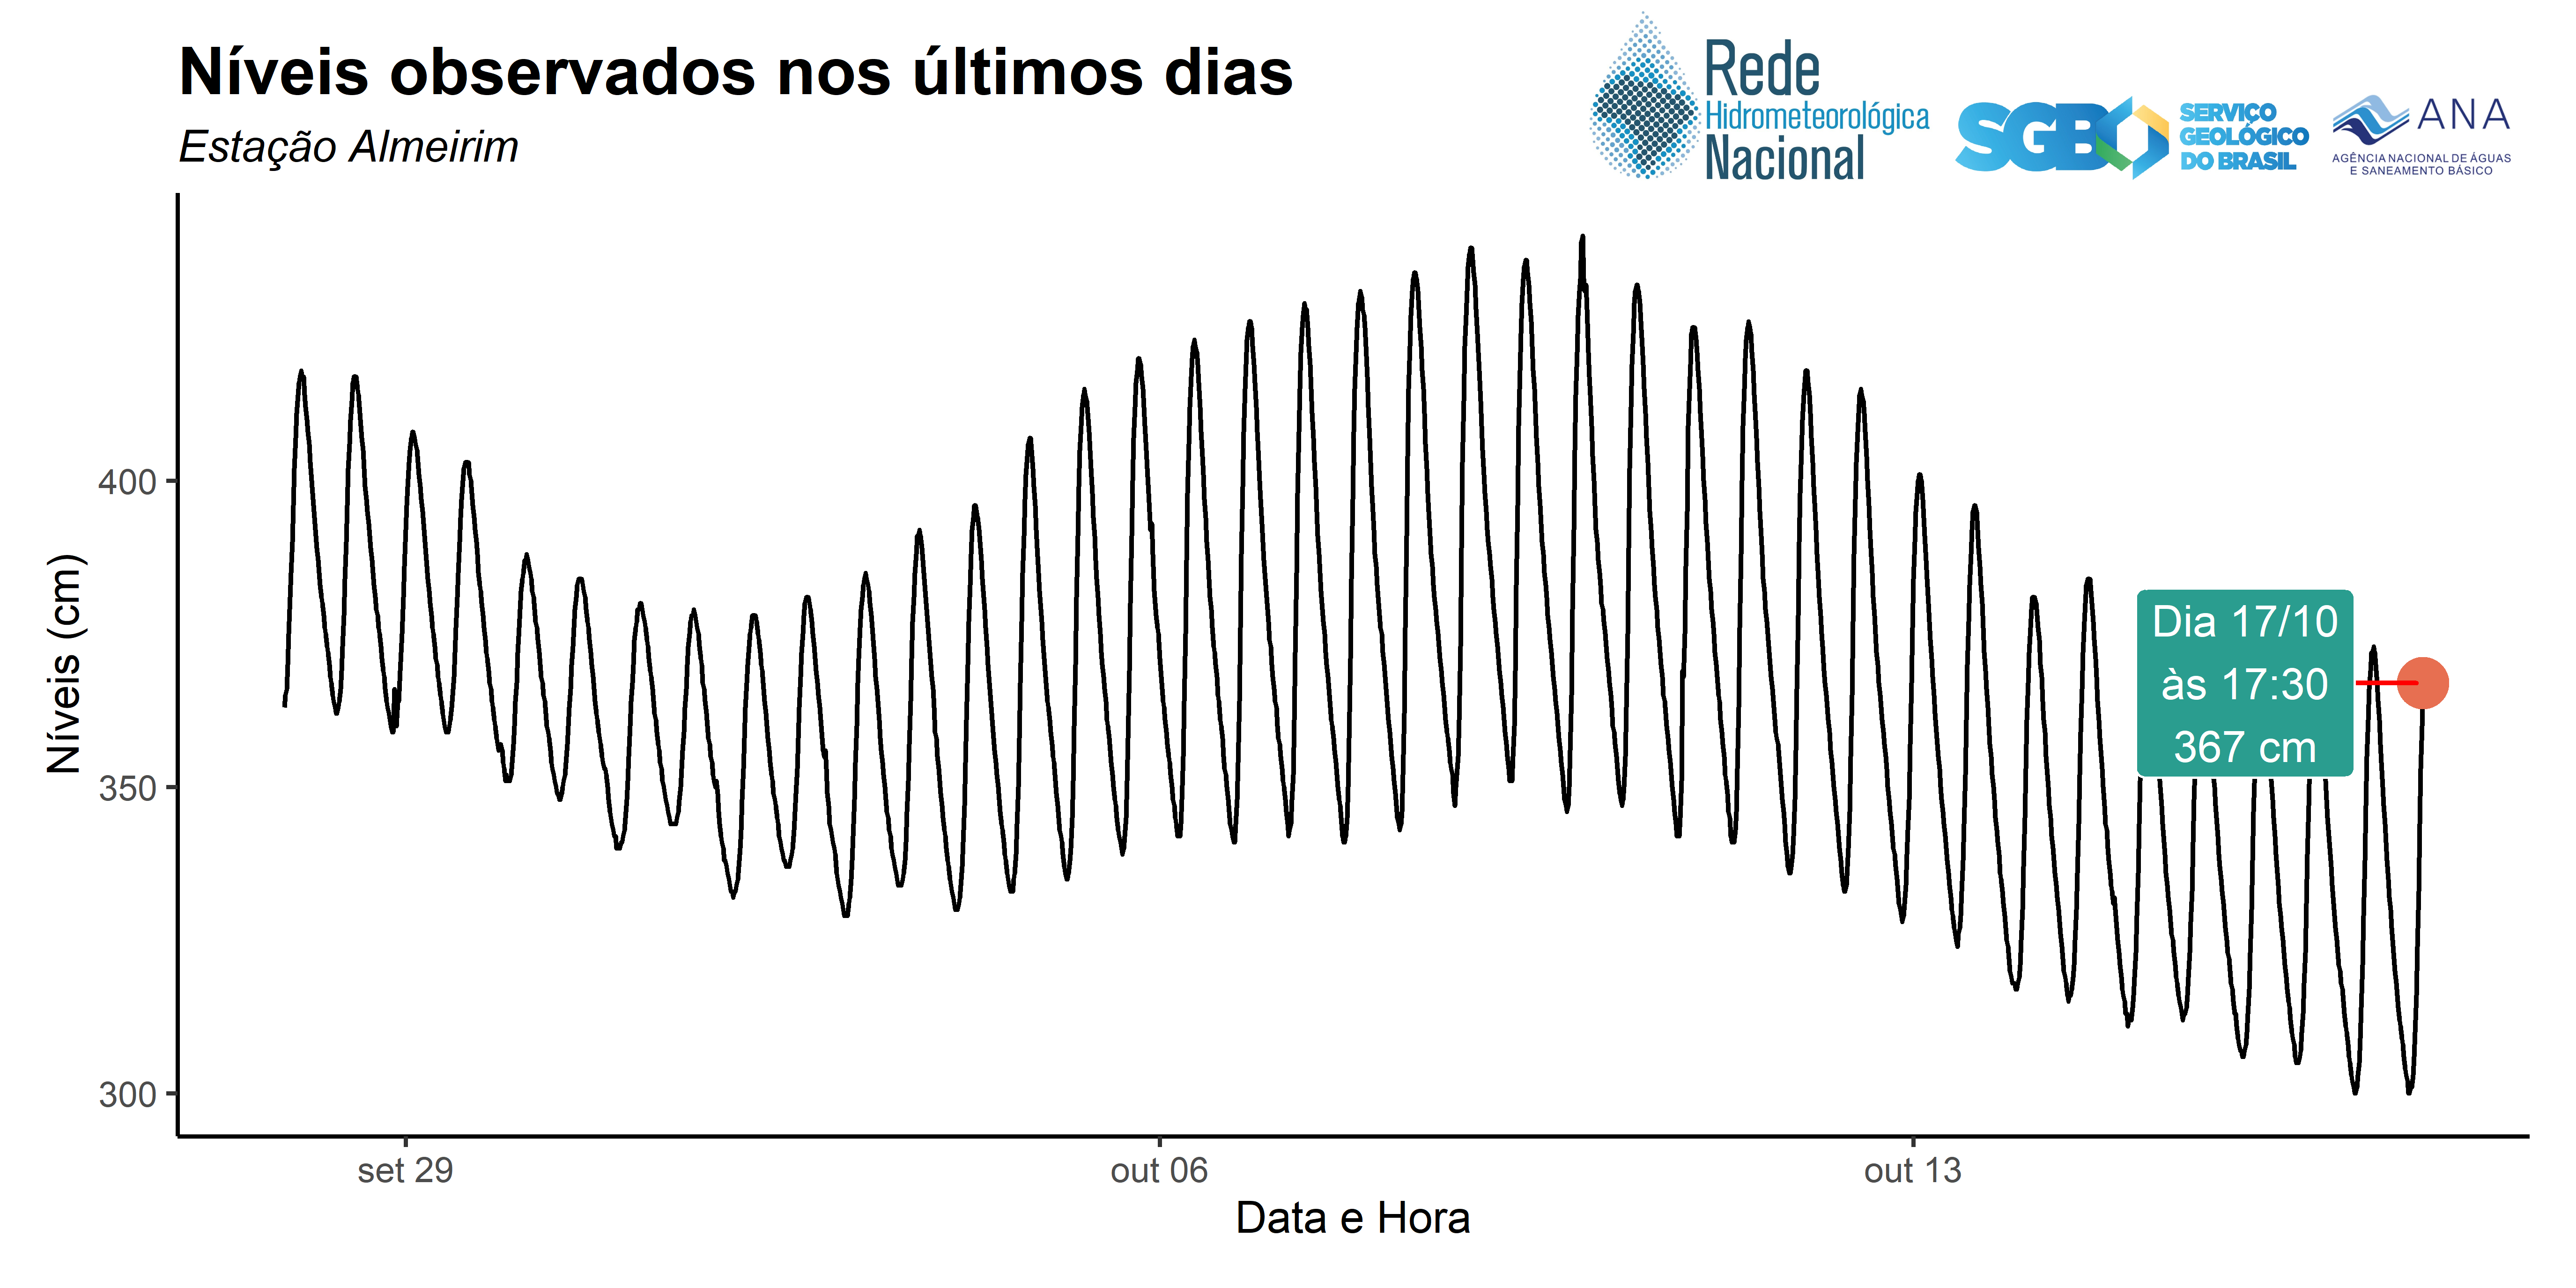 Níveis observados nos últimos dias
Estação Almeirim
Rede
Hidrometeorológica
Nacional
SGB
SERVIÇO
GEOLÓGICO
DO BRASIL
ANA
AGÊNCIA NACIONAL DE ÁGUAS
E SANEAMENTO BÁSICO
Níveis (cm)
400
350
300
Dia 17/10
às 17:30
367 cm
set 29
out 06
out 13
Data e Hora